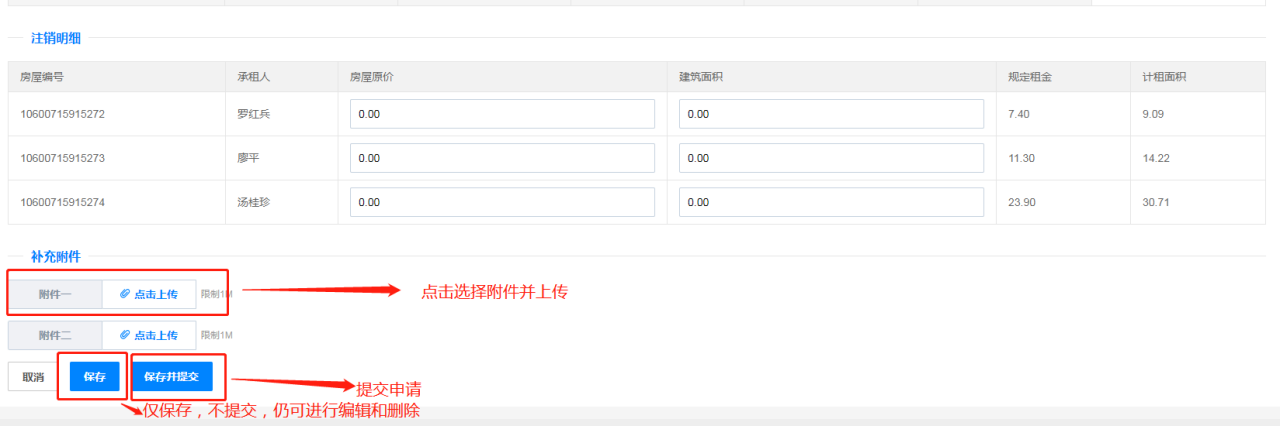 注销明细
房屋编号 承租人 房屋原价 建筑面积 规定租金 计租面积
10600715915272 罗红兵 0.00 0.00 7.40 9.09
10600715915273 廖平 0.00 0.00 11.30 14.22
10600715915274 汤桂珍 0.00 0.00 23.90 30.71
补充附件
附件一 点击上传 限制1M 点击选择附件并上传
附件二 点击上传 限制1M
取消 保存 保存并提交
提交申请
仅保存，不提交，仍可进行编辑和删除